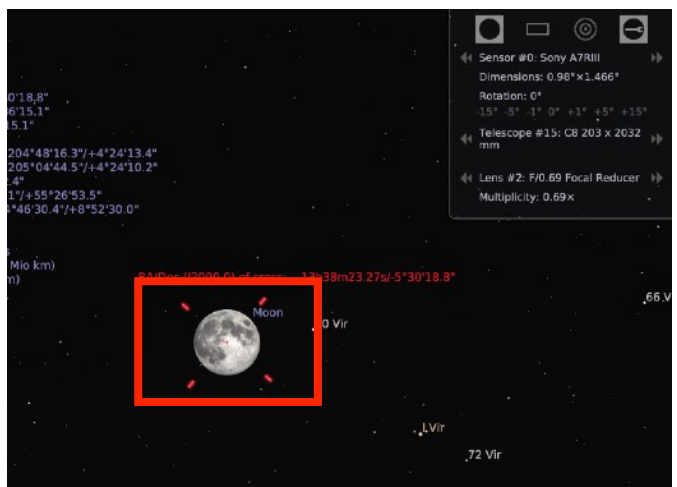 Sensor #0: Sony A7RIII
Dimensions: 0.98°×1.466°
Rotation: 0°
-15° -5° -1° 0° +1° +5° +15°
Telescope #15: C8 203 x 2032
mm
Lens #2: F/0.69 Focal Reducer
Multiplicity: 0.69×
0'18,8"
6'15.1"
15.1"
204°48'16.3"/+4°24'13.4"
205°04'44.5"/+4°24'10.2"
.4"
1"/+55°26'53.5"
°46'30.4"/+8°52'30.0"
Mio km)
m)
RA/Dec (J2000.0) of cross: 13h38m23.27s/-5°30'18.8"
Moon
0 Vir
66 V
L Vir
72 Vir